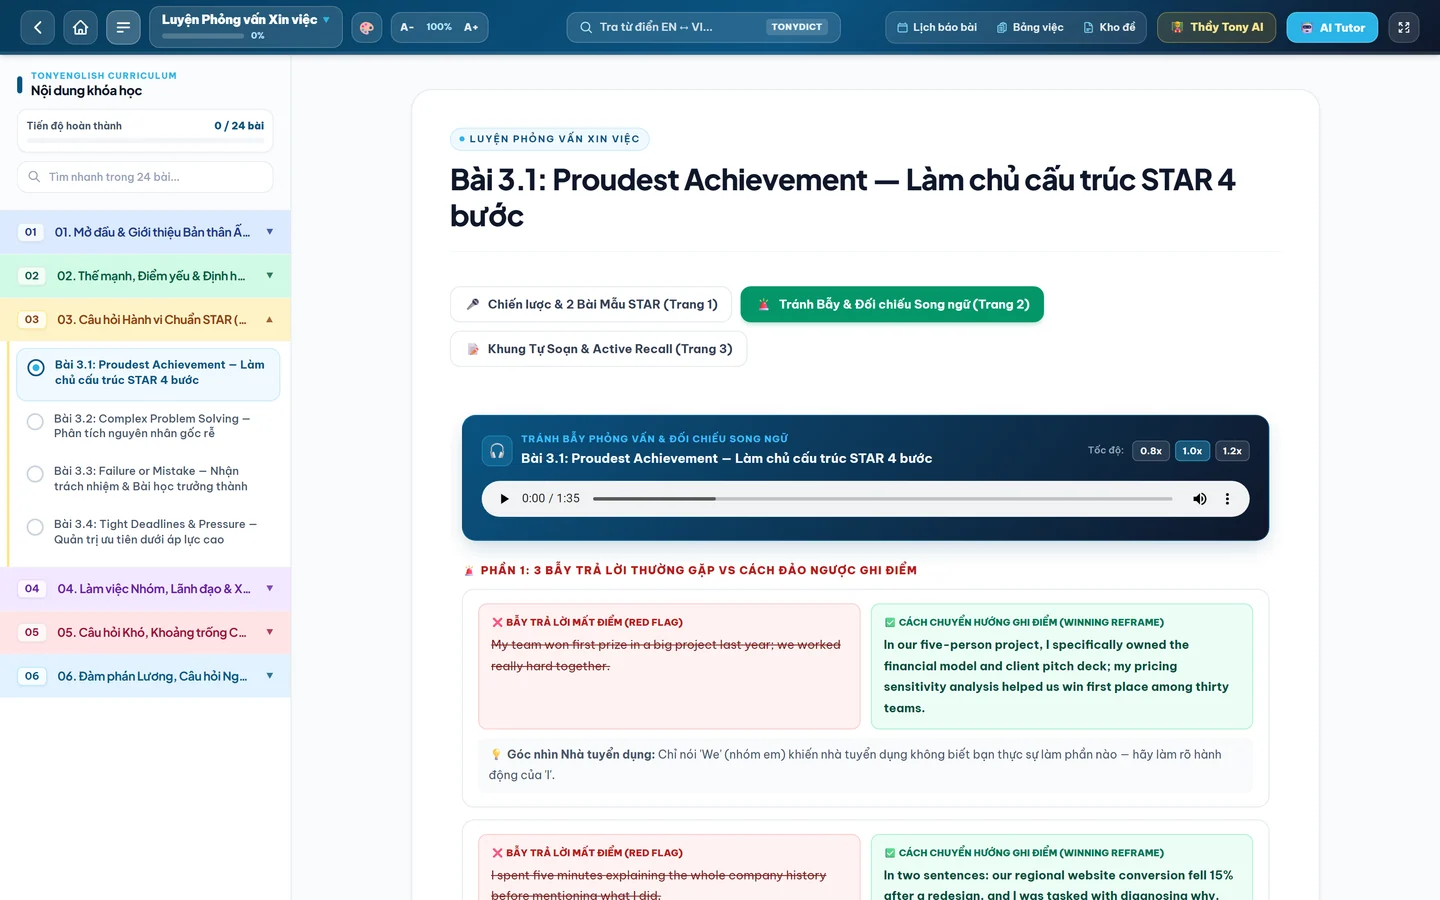 Luyện Phỏng vấn Xin việc ▼
0%
A- 100% A+
Tra từ điển EN ↔ VI...
TONYDICT
Lịch báo bài
Bảng việc
Kho đề
Thầy Tony AI
AI Tutor
TONYENGLISH CURRICULUM
Nội dung khóa học
Tiến độ hoàn thành
0 / 24 bài
Tìm nhanh trong 24 bài...
01
01. Mở đầu & Giới thiệu Bản thân Ấ...
02
02. Thế mạnh, Điểm yếu & Định h...
03
03. Câu hỏi Hành vi Chuẩn STAR (...
Bài 3.1: Proudest Achievement — Làm
chủ cấu trúc STAR 4 bước
Bài 3.2: Complex Problem Solving —
Phân tích nguyên nhân gốc rễ
Bài 3.3: Failure or Mistake — Nhận
trách nhiệm & Bài học trưởng thành
Bài 3.4: Tight Deadlines & Pressure —
Quản trị ưu tiên dưới áp lực cao
04
04. Làm việc Nhóm, Lãnh đạo & X...
05
05. Câu hỏi Khó, Khoảng trống C...
06
06. Đàm phán Lương, Câu hỏi Ng...
LUYỆN PHỎNG VẤN XIN VIỆC
Bài 3.1: Proudest Achievement — Làm chủ cấu trúc STAR 4
bước
Chiến lược & 2 Bài Mẫu STAR (Trang 1)
Tránh Bẫy & Đối chiếu Song ngữ (Trang 2)
Khung Tự Soạn & Active Recall (Trang 3)
TRÁNH BẪY PHỎNG VẤN & ĐỐI CHIẾU SONG NGỮ
Bài 3.1: Proudest Achievement — Làm chủ cấu trúc STAR 4 bước
Tốc độ:
0.8x
1.0x
1.2x
0:00 / 1:35
PHẦN 1: 3 BẪY TRẢ LỜI THƯỜNG GẶP VS CÁCH ĐẢO NGƯỢC GHI ĐIỂM
❌ BẪY TRẢ LỜI MẤT ĐIỂM (RED FLAG)
My team won first prize in a big project last year; we worked
really hard together.
✅ CÁCH CHUYỂN HƯỚNG GHI ĐIỂM (WINNING REFRAME)
In our five-person project, I specifically owned the
financial model and client pitch deck; my pricing
sensitivity analysis helped us win first place among thirty
teams.
💡 Góc nhìn Nhà tuyển dụng: Chỉ nói 'We' (nhóm em) khiến nhà tuyển dụng không biết bạn thực sự làm phần nào — hãy làm rõ hành
động của 'I'.
❌ BẪY TRẢ LỜI MẤT ĐIỂM (RED FLAG)
I spent five minutes explaining the whole company history
before mentioning what I did.
✅ CÁCH CHUYỂN HƯỚNG GHI ĐIỂM (WINNING REFRAME)
In two sentences: our regional website conversion fell 15%
after a redesign, and I was tasked with diagnosing why.